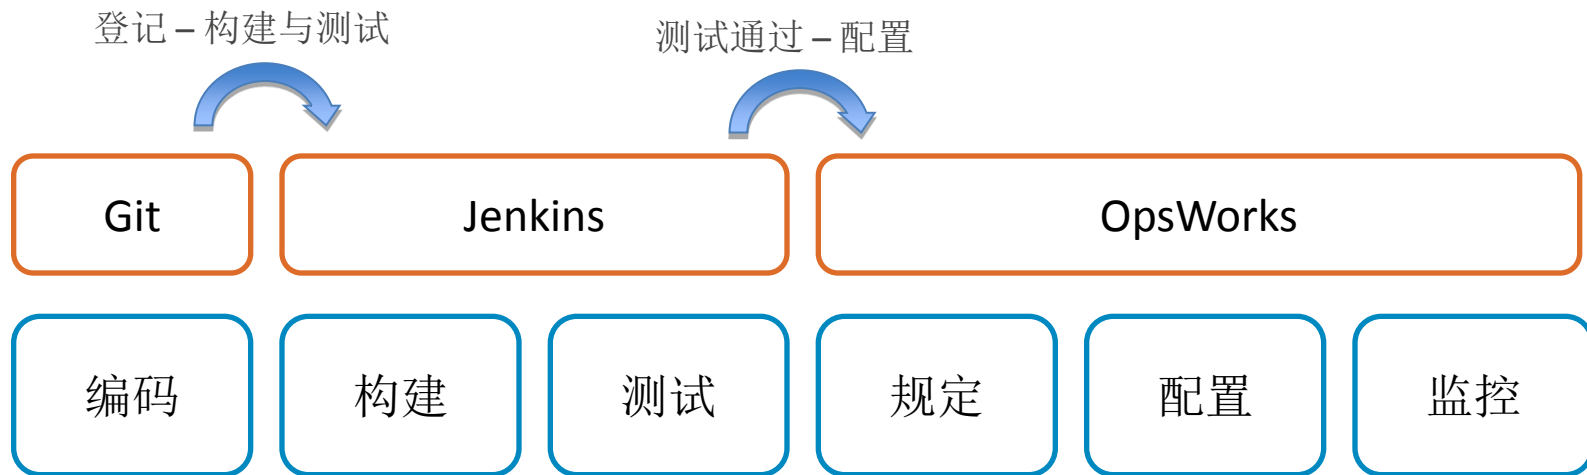 登记 – 构建与测试
测试通过 – 配置
Git
Jenkins
OpsWorks
编码
构建
测试
规定
配置
监控